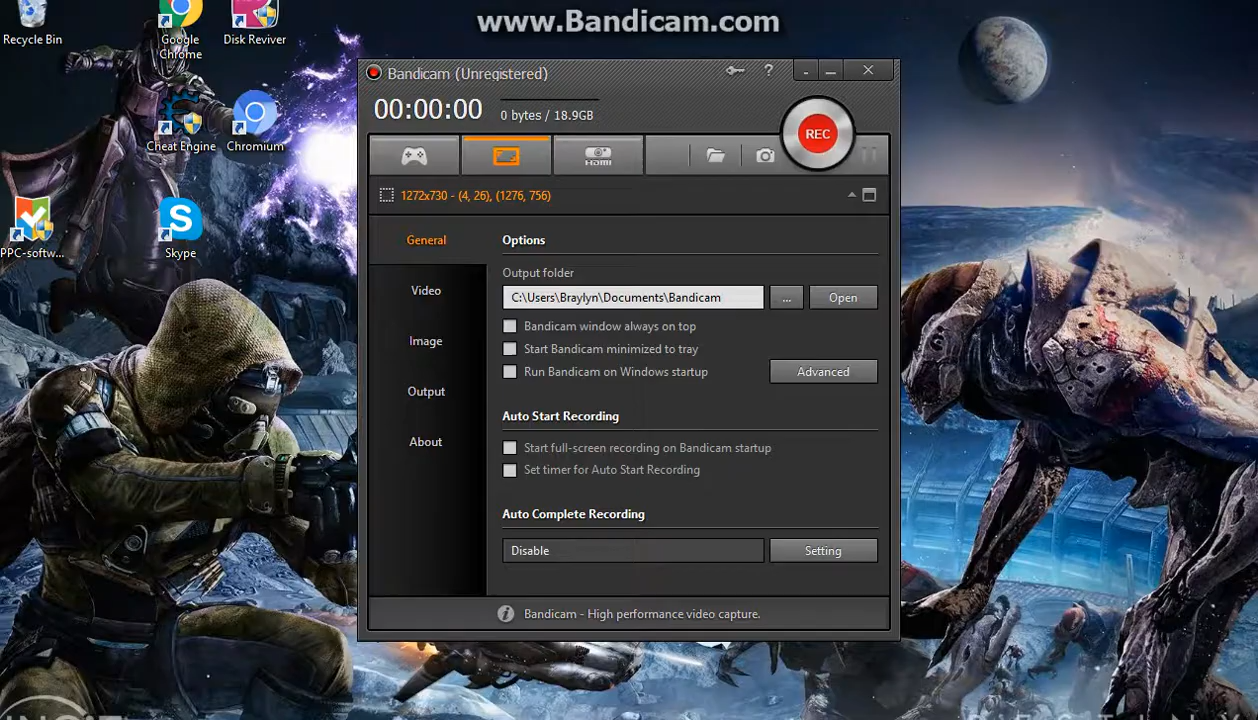 www.Bandicam.com
Recycle Bin
Google
Chrome
Disk Reviver
Cheat Engine
Chromium
PPC-softw...
Skype
Bandicam (Unregistered)
?
00:00:00
0 bytes / 18.9GB
REC
HDMI
1272x730 - (4, 26), (1276, 756)
General
Video
Image
Output
About
Options
Output folder
C:\Users\Braylyn\Documents\Bandicam
...
Open
Bandicam window always on top
Start Bandicam minimized to tray
Run Bandicam on Windows startup
Advanced
Auto Start Recording
Start full-screen recording on Bandicam startup
Set timer for Auto Start Recording
Auto Complete Recording
Disable
Setting
Bandicam - High performance video capture.